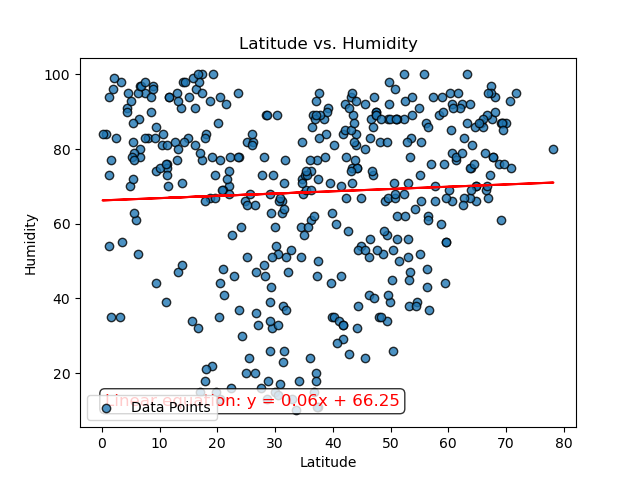 Latitude vs. Humidity
Humidity
100
80
60
40
20
Linear equation: y = 0.06x + 66.25
Data Points
0 10 20 30 40 50 60 70 80
Latitude